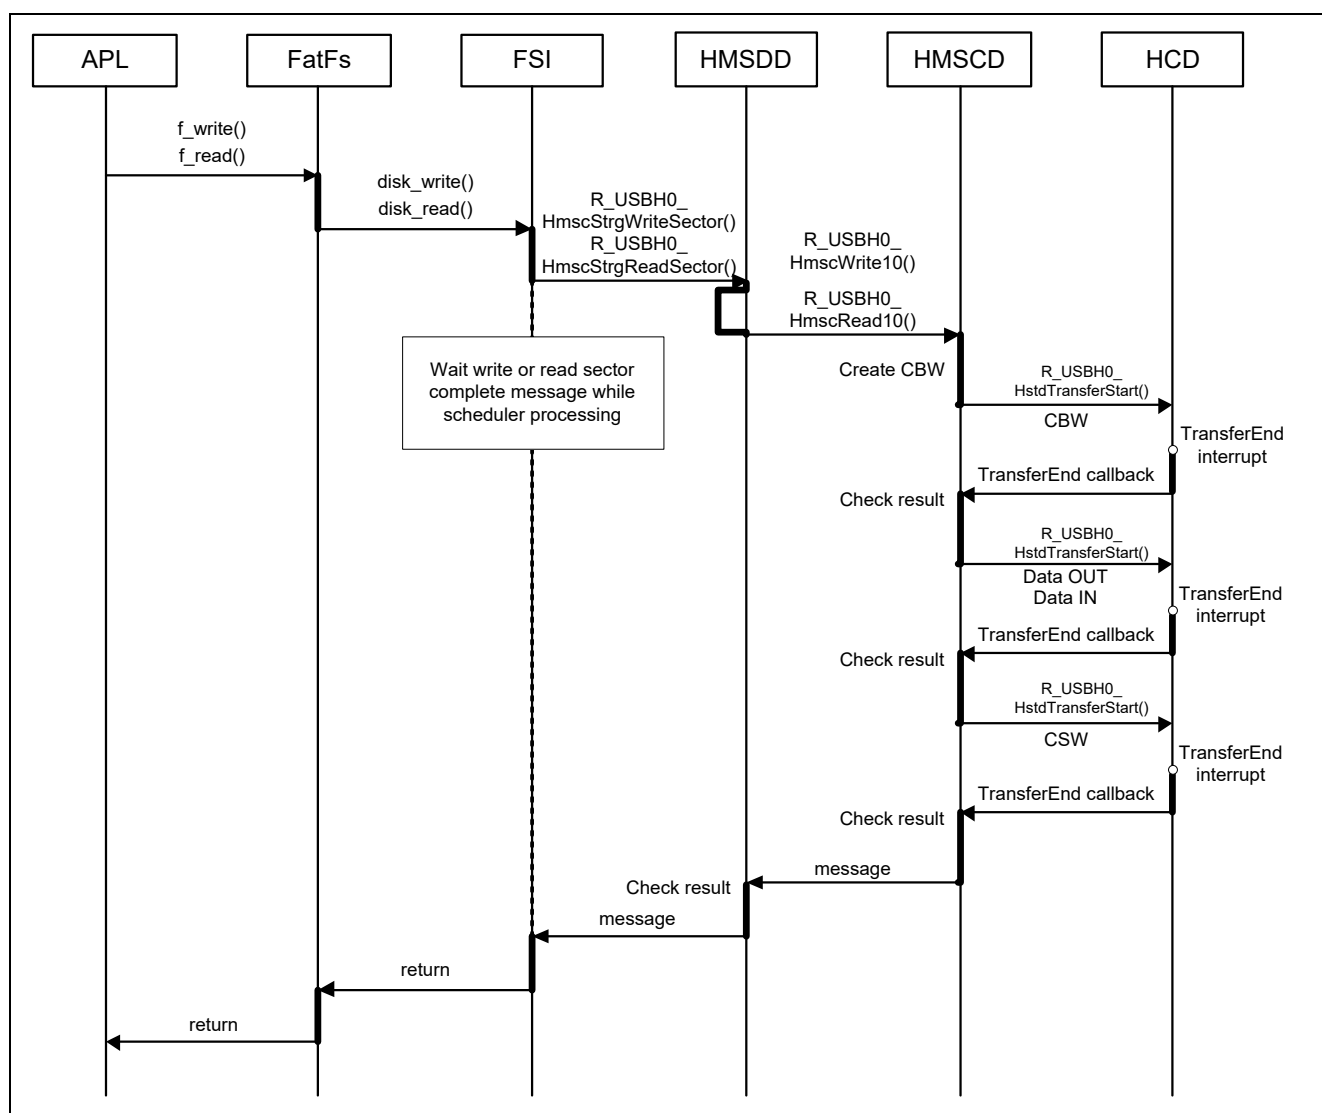 APL
FatFs
FSI
HMSDD
HMSCD
HCD
f_write()
f_read()
disk_write()
disk_read()
R_USBH0_
HmscStrgWriteSector()
R_USBH0_
HmscStrgReadSector()
R_USBH0_
HmscWrite10()
R_USBH0_
HmscRead10()
Wait write or read sector
complete message while
scheduler processing
Create CBW
R_USBH0_
HstdTransferStart()
CBW
TransferEnd
interrupt
TransferEnd callback
Check result
R_USBH0_
HstdTransferStart()
Data OUT
Data IN
TransferEnd
interrupt
TransferEnd callback
Check result
R_USBH0_
HstdTransferStart()
CSW
TransferEnd
interrupt
TransferEnd callback
Check result
message
Check result
message
return
return